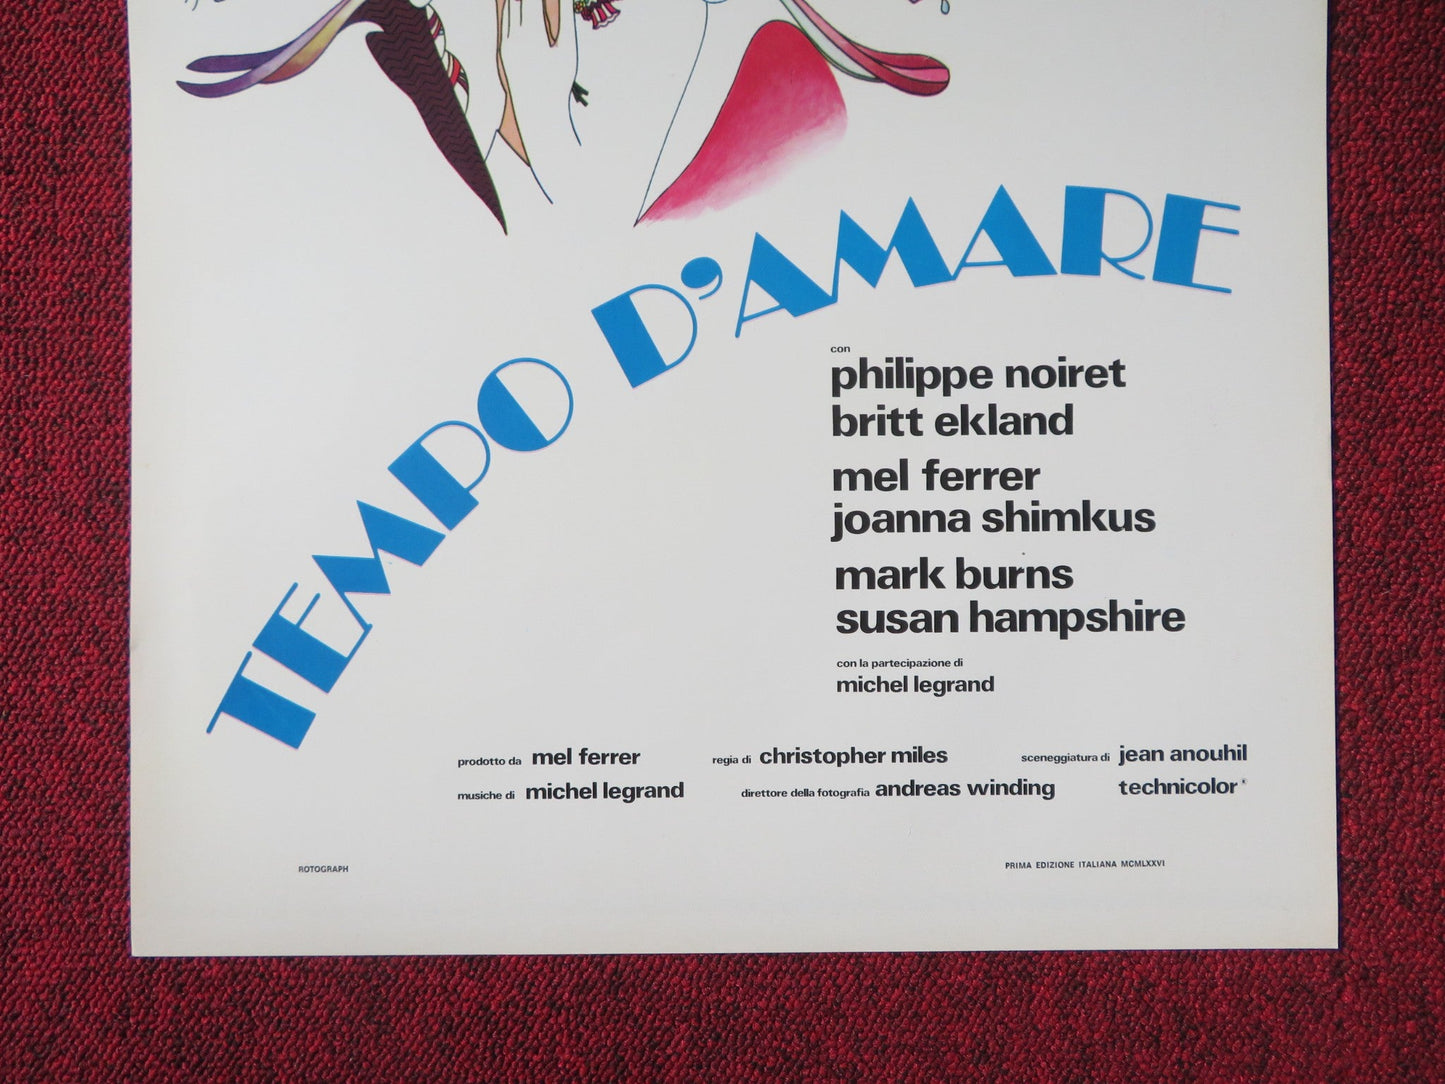 TEMPO D'AMARE
con
philippe noiret
britt ekland
mel ferrer
joanna shimkus
mark burns
susan hampshire
con la partecipazione di
michel legrand
prodotto da mel ferrer regia di christopher miles sceneggiatura di jean anouhil
musiche di michel legrand direttore della fotografia andreas winding technicolor
ROTOGRAPH PRIMA EDIZIONE ITALIANA MCMLXXVI